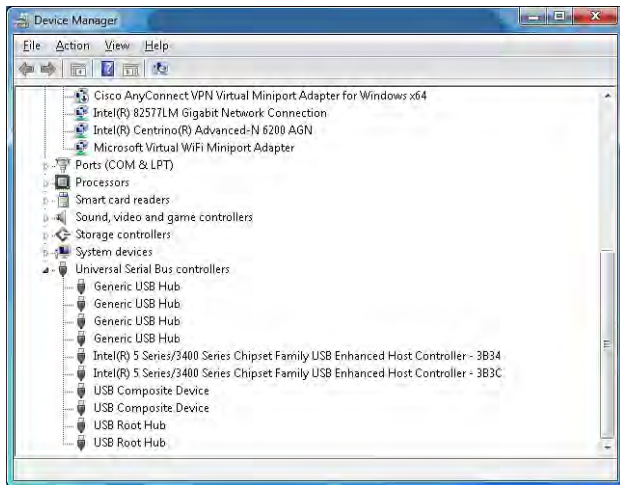 Device Manager
File Action View Help
Cisco AnyConnect VPN Virtual Miniport Adapter for Windows x64
Intel(R) 82577LM Gigabit Network Connection
Intel(R) Centrino(R) Advanced-N 6200 AGN
Microsoft Virtual WiFi Miniport Adapter
Ports (COM & LPT)
Processors
Smart card readers
Sound, video and game controllers
Storage controllers
System devices
Universal Serial Bus controllers
Generic USB Hub
Generic USB Hub
Generic USB Hub
Generic USB Hub
Intel(R) 5 Series/3400 Series Chipset Family USB Enhanced Host Controller - 3B34
Intel(R) 5 Series/3400 Series Chipset Family USB Enhanced Host Controller - 3B3C
USB Composite Device
USB Composite Device
USB Root Hub
USB Root Hub